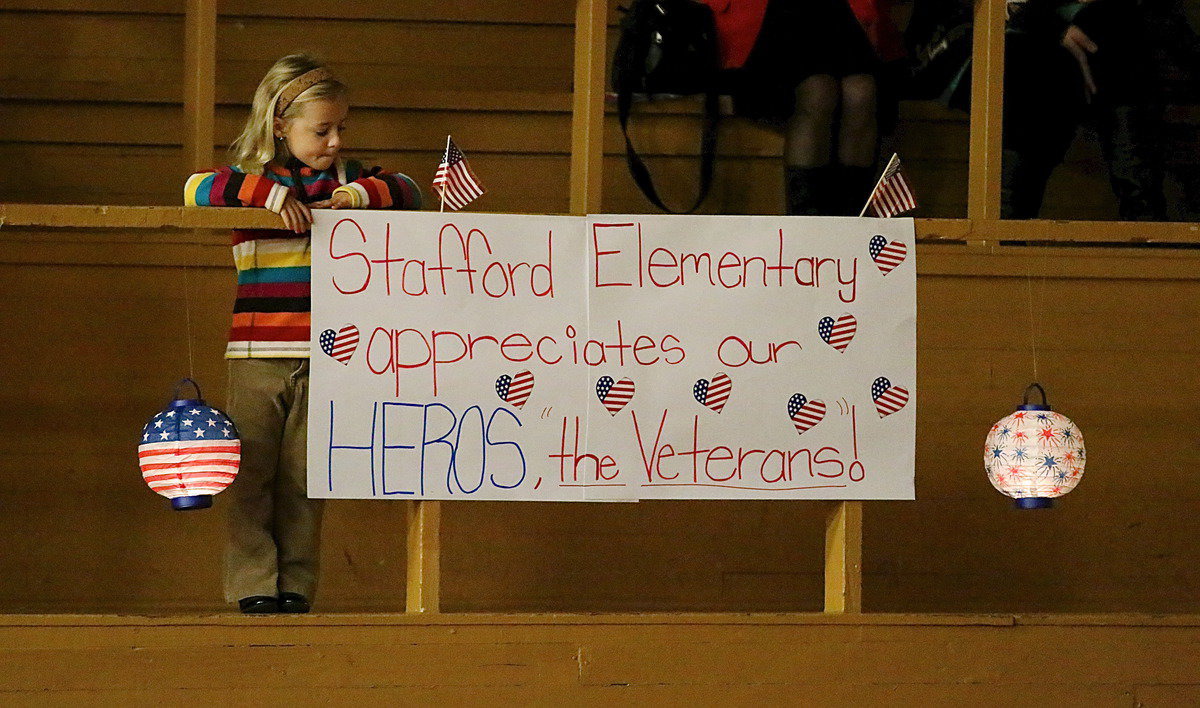 Stafford Elementary
appreciates our
HEROS, "the Veterans"!